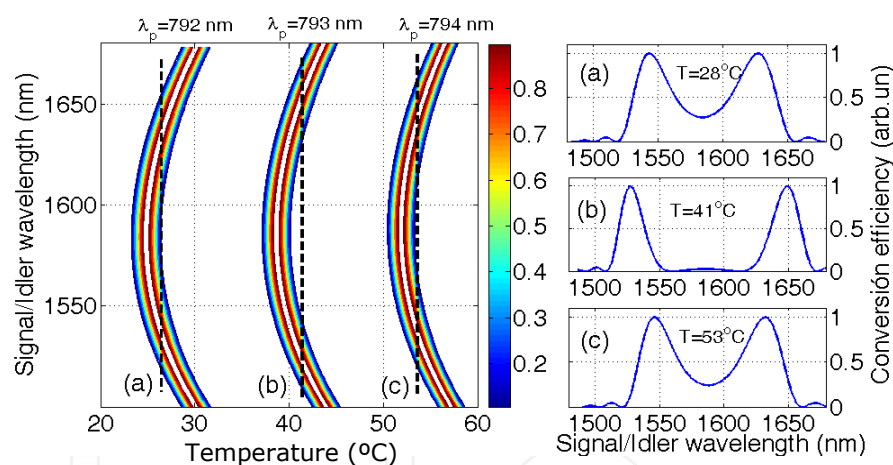 λp=792 nm
λp=793 nm
λp=794 nm
Signal/Idler wavelength (nm)
1650
1600
1550
(a)
(b)
(c)
20
30
40
50
60
Temperature (ºC)
0.8
0.7
0.6
0.5
0.4
0.3
0.2
(a)
T=28°C
1
0.5
0
1500
1550
1600
1650
(b)
T=41°C
1
0.5
0
1500
1550
1600
1650
(c)
T=53°C
1
0.5
0
1500
1550
1600
1650
Signal/Idler wavelength (nm)
Conversión efficiency (arb.un)